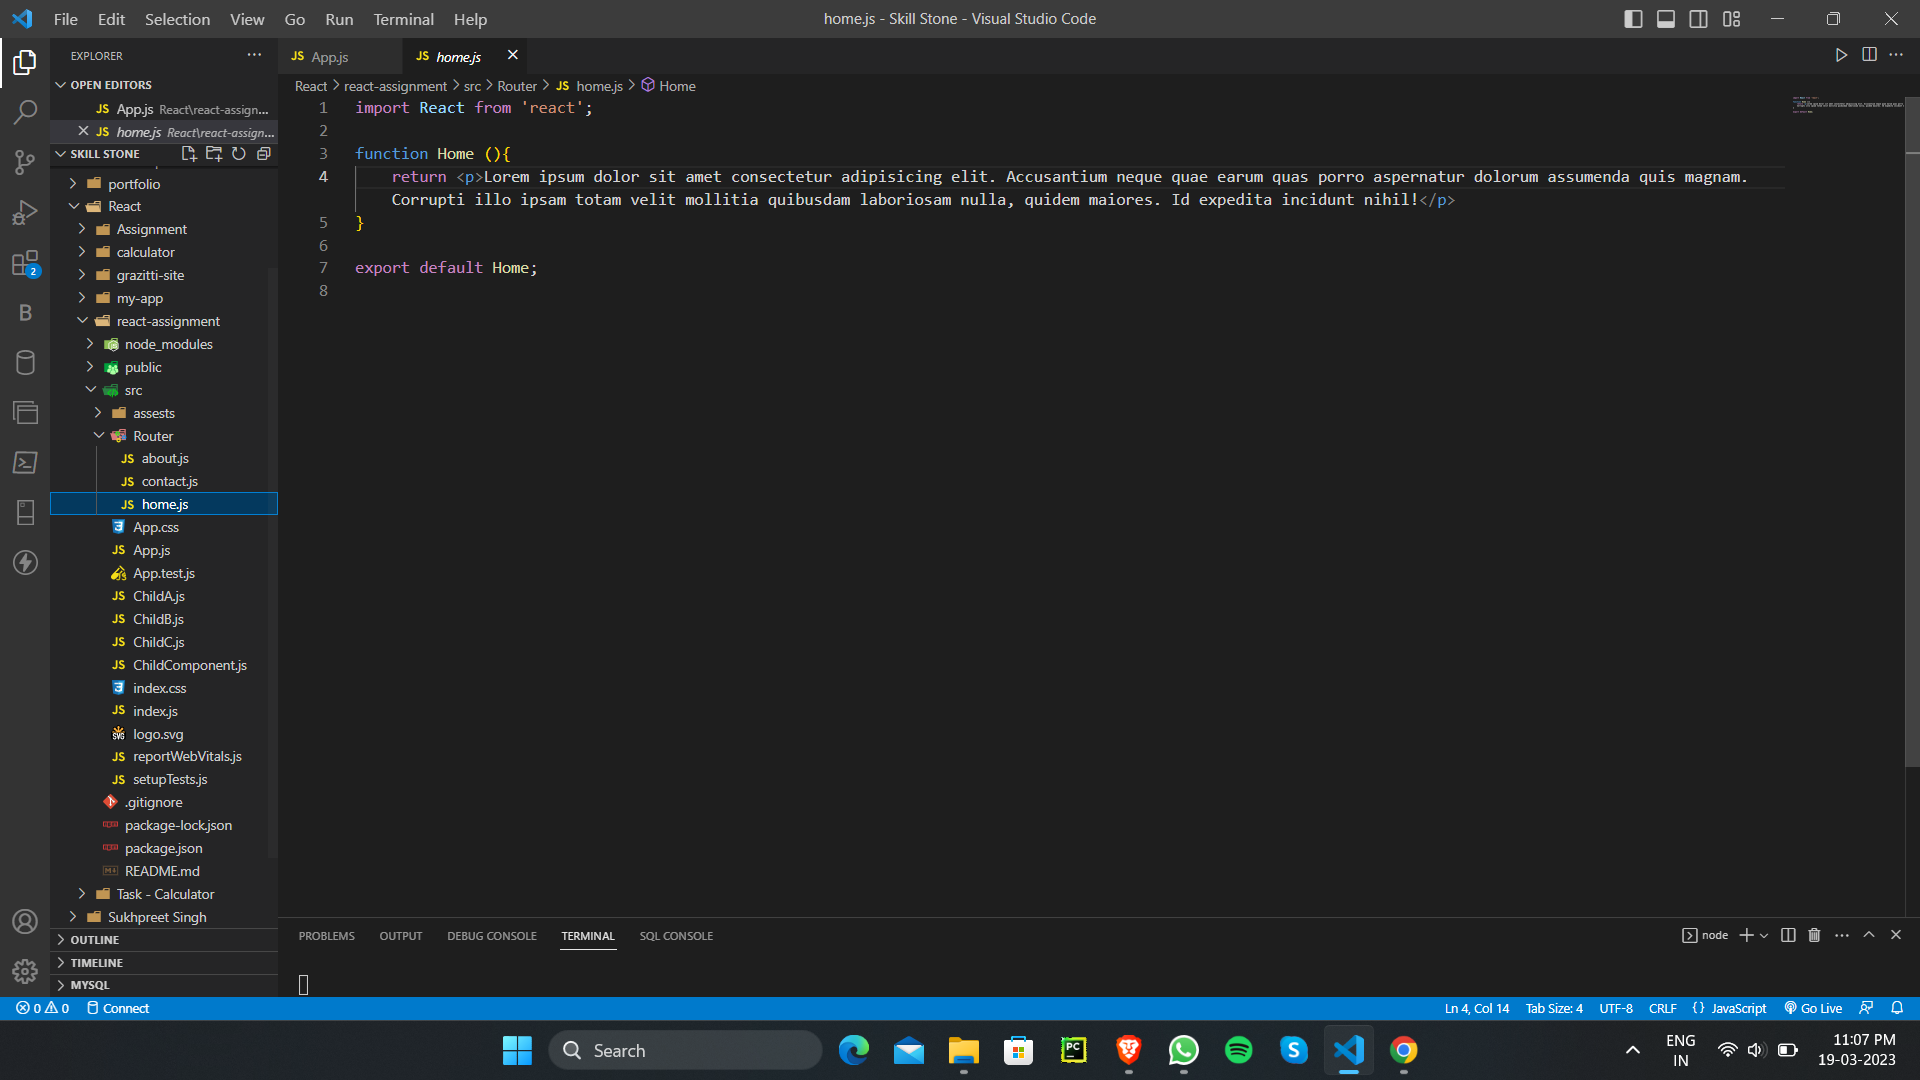 File Edit Selection View Go Run Terminal Help
home.js - Skill Stone - Visual Studio Code
EXPLORER
OPEN EDITORS
JS App.js React\react-assign...
JS home.js React\react-assign...
SKILL STONE
portfolio
React
Assignment
calculator
grazitti-site
my-app
react-assignment
node_modules
public
src
assests
Router
JS about.js
JS contact.js
JS home.js
App.css
JS App.js
App.test.js
JS ChildA.js
JS ChildB.js
JS ChildC.js
JS ChildComponent.js
index.css
JS index.js
logo.svg
JS reportWebVitals.js
JS setupTests.js
.gitignore
package-lock.json
package.json
README.md
Task - Calculator
Sukhpreet Singh
OUTLINE
TIMELINE
MYSQL
2
B
JS App.js
JS home.js
React > react-assignment > src > Router > JS home.js > Home
1 import React from 'react';
2
3 function Home (){
4 return <p>Lorem ipsum dolor sit amet consectetur adipisicing elit. Accusantium neque quae earum quas porro aspernatur dolorum assumenda quis magnam.
Corrupti illo ipsam totam velit mollitia quibusdam laboriosam nulla, quidem maiores. Id expedita incidunt nihil!</p>
5 }
6
7 export default Home;
8
PROBLEMS OUTPUT DEBUG CONSOLE TERMINAL SQL CONSOLE
node
0 0 Connect
Ln 4, Col 14 Tab Size: 4 UTF-8 CRLF {} JavaScript Go Live
Search
PC
S
ENG
IN
11:07 PM
19-03-2023